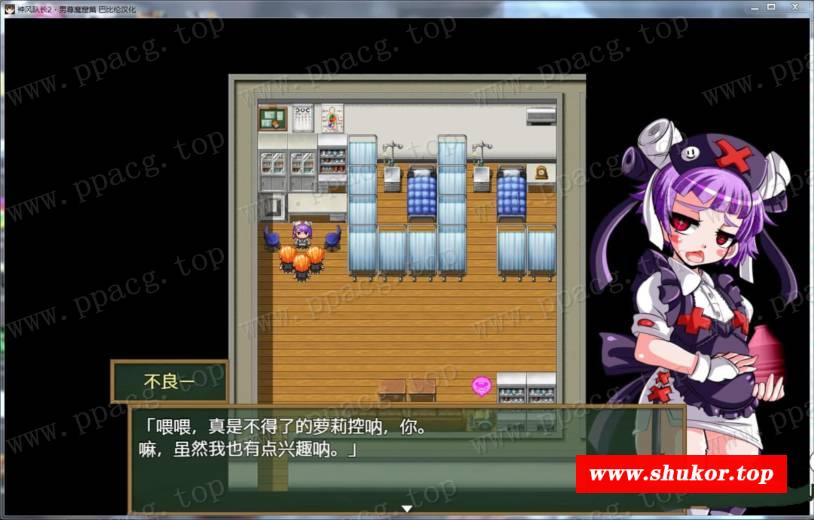 神风队长2 - 男尊魔窟篇 巴比伦汉化
www.ppacg.top
不良一
「喂喂，真是不得了的萝莉控呐，你。
嘛，虽然我也有点兴趣呐。」
www.shukor.top